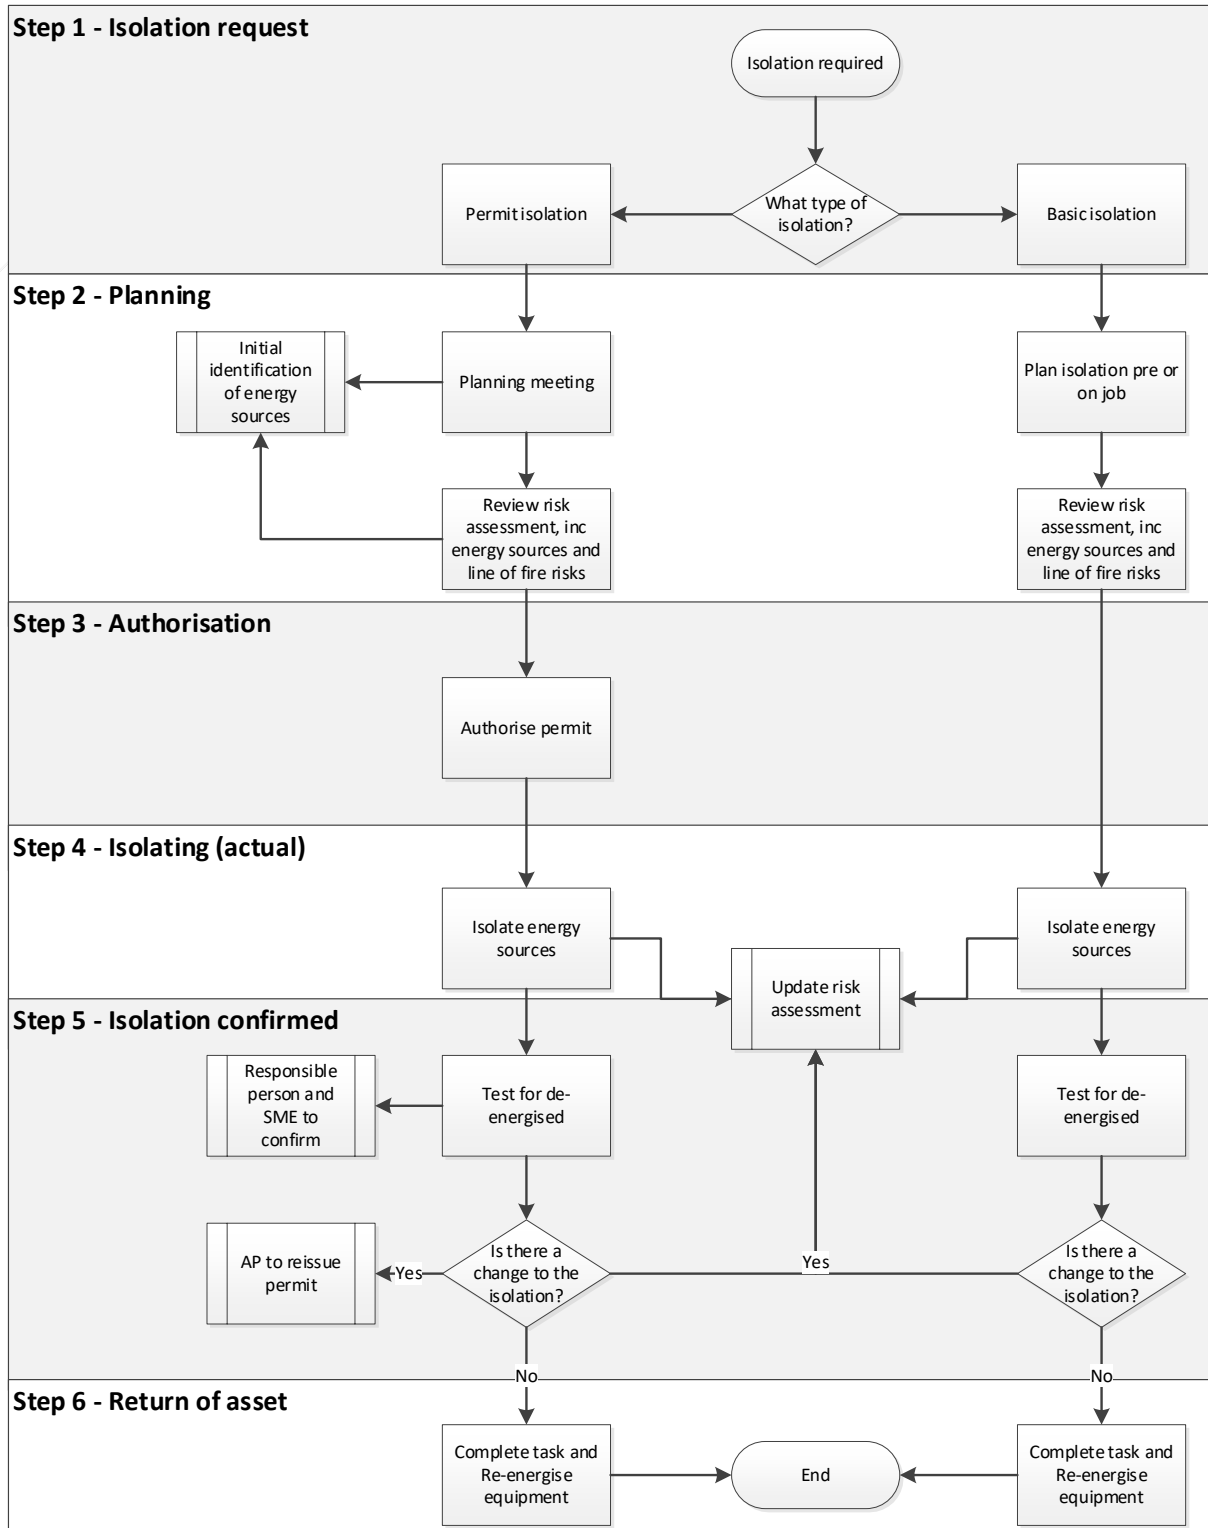 Step 1 - Isolation request
Isolation required
What type of
isolation?
Permit isolation
Basic isolation
Step 2 - Planning
Initial
identification
of energy
sources
Planning meeting
Plan isolation pre or
on job
Review risk
assessment, inc
energy sources and
line of fire risks
Review risk
assessment, inc
energy sources and
line of fire risks
Step 3 - Authorisation
Authorise permit
Step 4 - Isolating (actual)
Isolate energy
sources
Isolate energy
sources
Update risk
assessment
Step 5 - Isolation confirmed
Responsible
person and
SME to
confirm
Test for de-
energised
Test for de-
energised
AP to reissue
permit
Yes
Is there a
change to the
isolation?
Yes
Is there a
change to the
isolation?
No
No
Step 6 - Return of asset
Complete task and
Re-energise
equipment
End
Complete task and
Re-energise
equipment